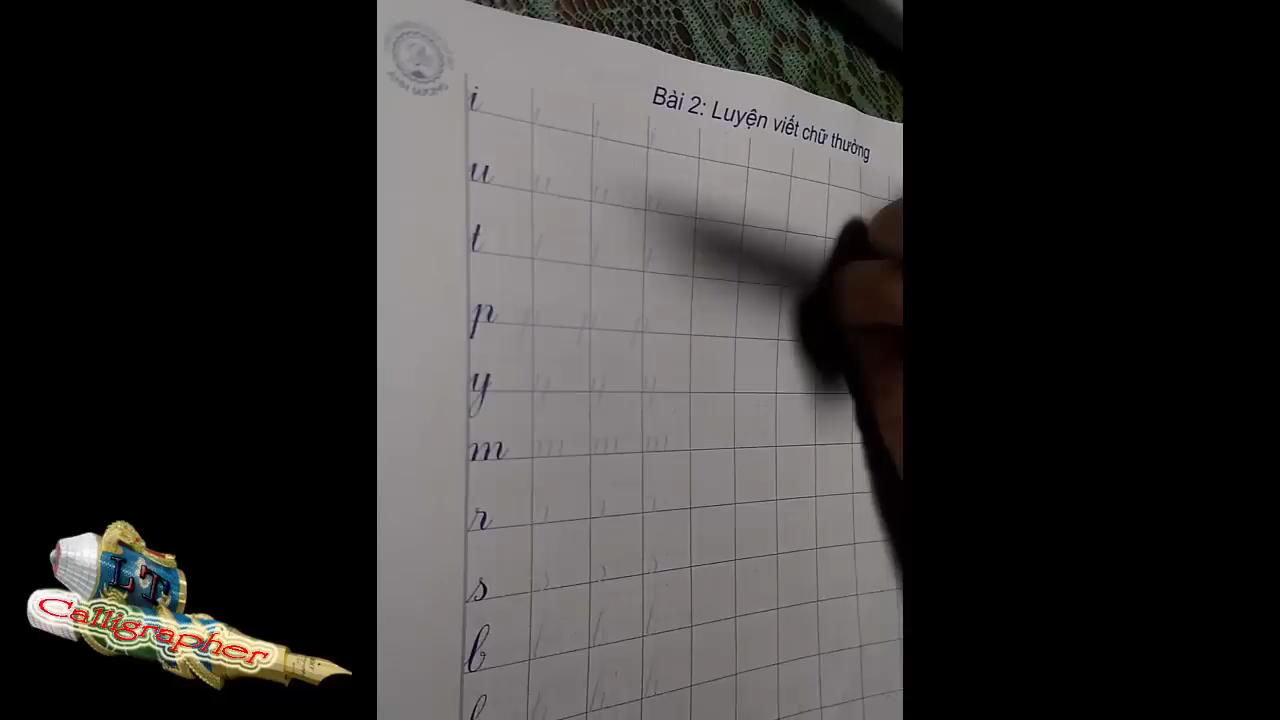 Bài 2: Luyện viết chữ thường
i
u
t
p
y
m
r
s
b
LT
Calligrapher